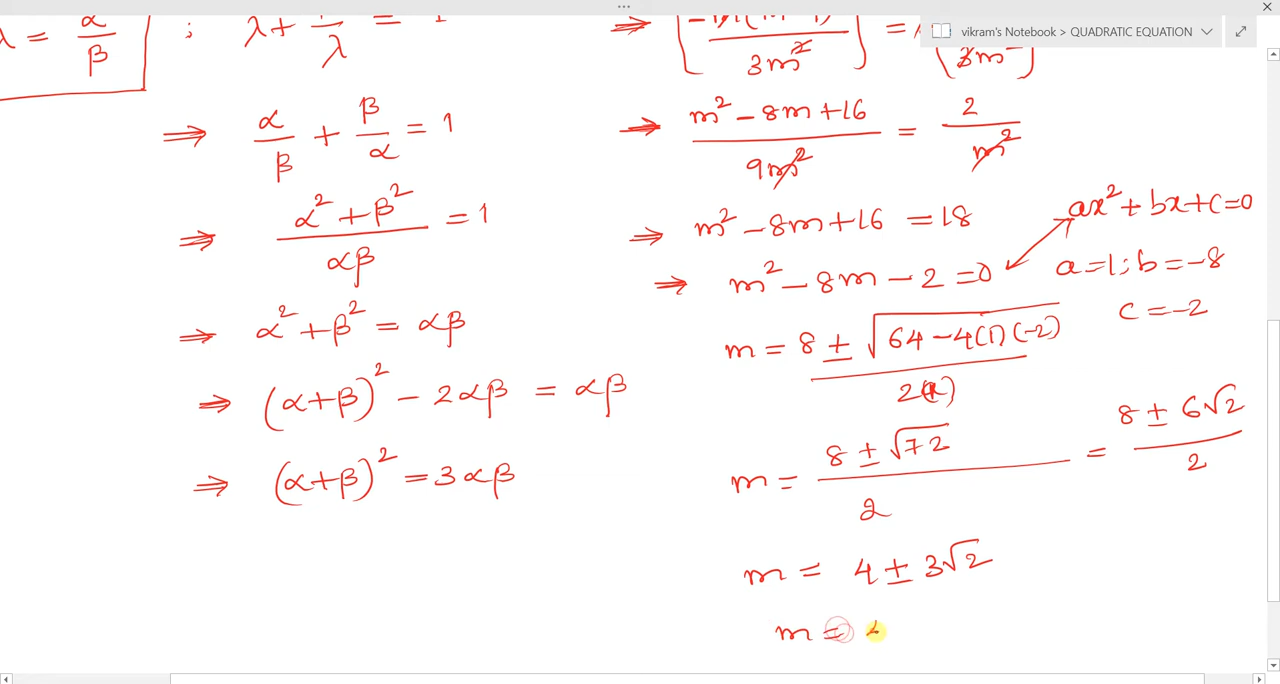 vikram's Notebook > QUADRATIC EQUATION
λ = α/β ; λ + 1/λ = 1
⇒ α/β + β/α = 1
⇒ (α² + β²)/αβ = 1
⇒ α² + β² = αβ
⇒ (α+β)² − 2αβ = αβ
⇒ (α+β)² = 3αβ
⇒ (m² − 8m + 16)/9m² = 2/m²
⇒ m² − 8m + 16 = 18
ax² + bx + c = 0
⇒ m² − 8m − 2 = 0
a = 1; b = −8
c = −2
m = (8 ± √(64 − 4(1)(−2)))/2(1)
m = (8 ± √72)/2 = (8 ± 6√2)/2
m = 4 ± 3√2
m =